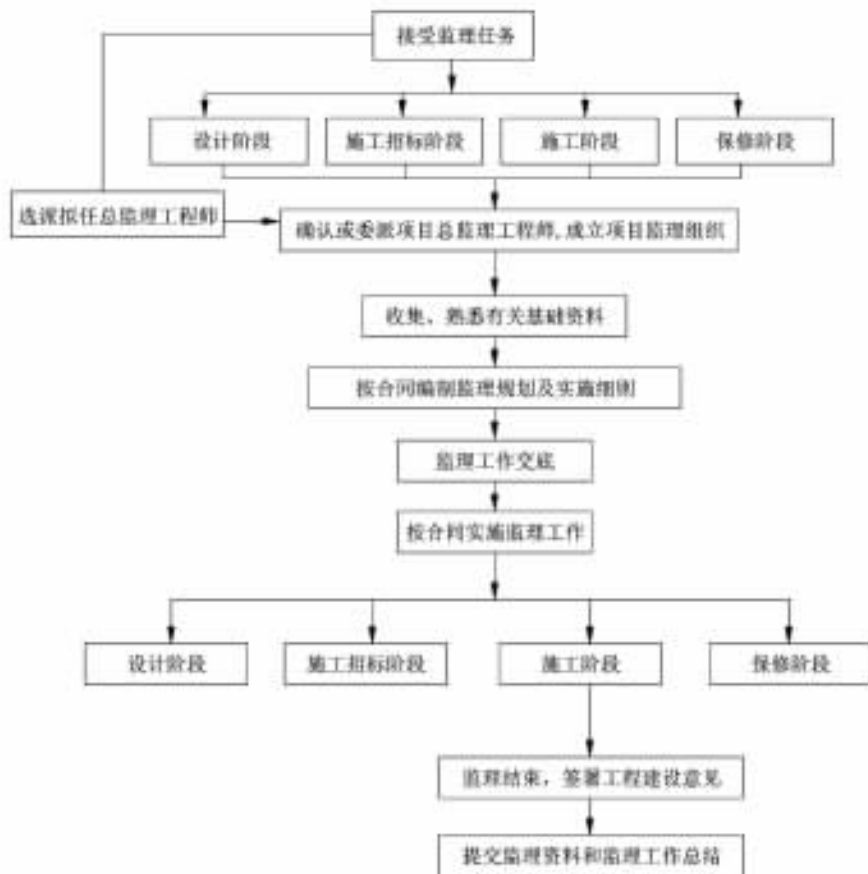 接受监理任务
设计阶段
施工招标阶段
施工阶段
保修阶段
选派拟任总监理工程师
确认或委派项目总监理工程师,成立项目监理组织
收集、熟悉有关基础资料
按合同编制监理规划及实施细则
监理工作交底
按合同实施监理工作
设计阶段
施工招标阶段
施工阶段
保修阶段
监理结束，签署工程建设意见
提交监理资料和监理工作总结